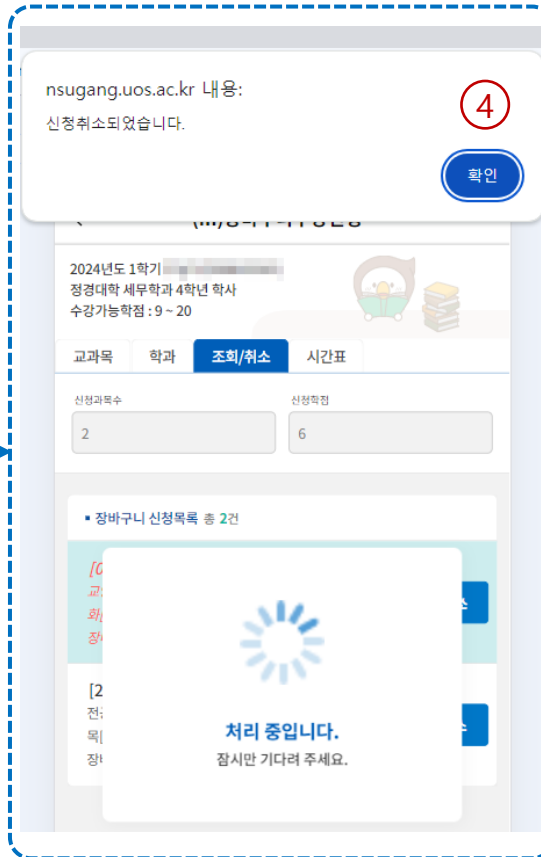 nsugang.uos.ac.kr 내용:
④
신청취소되었습니다.
확인
2024년도 1학기
정경대학 세무학과 4학년 학사
수강가능학점 : 9 ~ 20
교과목 학과 조회/취소 시간표
신청과목수 신청학점
2 6
▪ 장바구니 신청목록 총 2건
처리 중입니다.
잠시만 기다려 주세요.